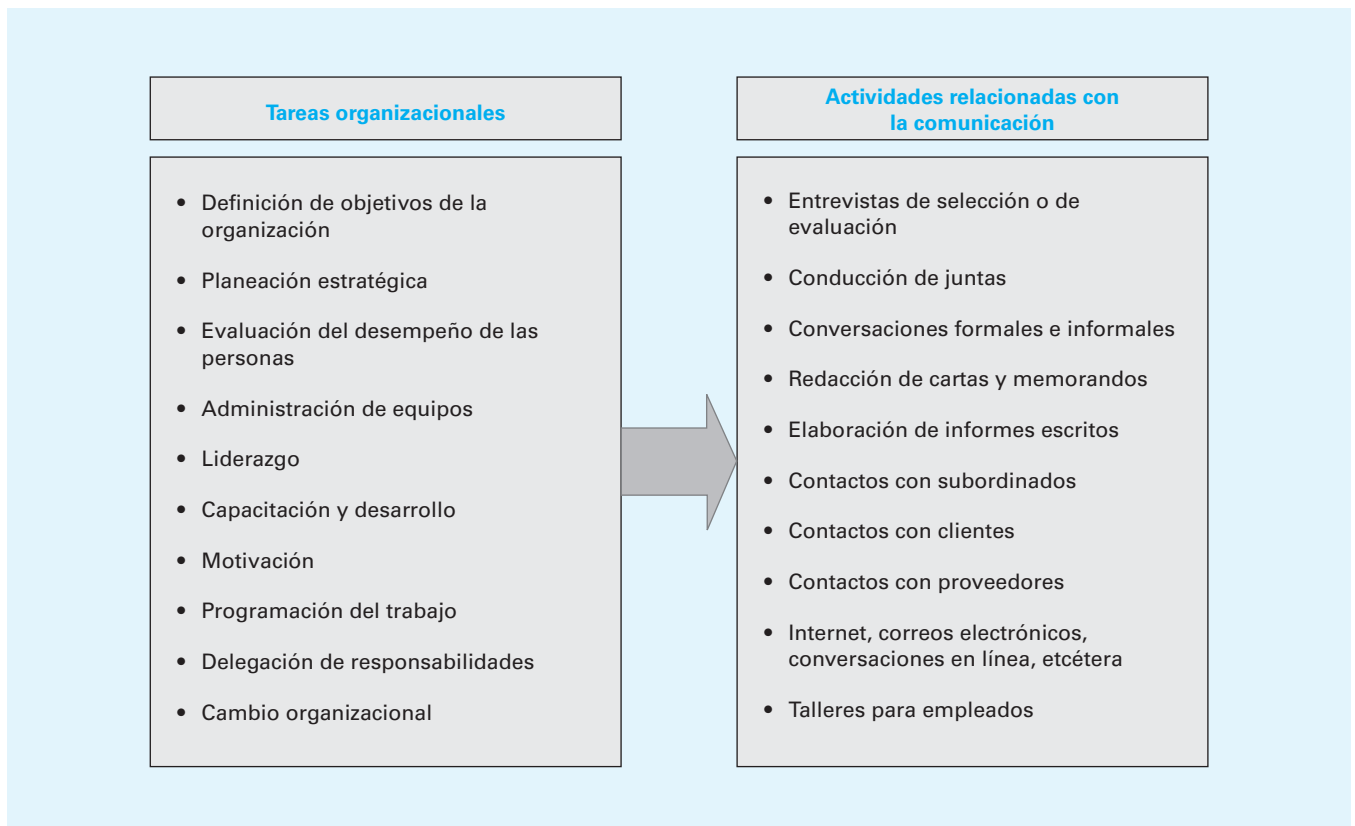 Tareas organizacionales
• Definición de objetivos de la
organización
• Planeación estratégica
• Evaluación del desempeño de las
personas
• Administración de equipos
• Liderazgo
• Capacitación y desarrollo
• Motivación
• Programación del trabajo
• Delegación de responsabilidades
• Cambio organizacional
Actividades relacionadas con
la comunicación
• Entrevistas de selección o de
evaluación
• Conducción de juntas
• Conversaciones formales e informales
• Redacción de cartas y memorandos
• Elaboración de informes escritos
• Contactos con subordinados
• Contactos con clientes
• Contactos con proveedores
• Internet, correos electrónicos,
conversaciones en línea, etcétera
• Talleres para empleados